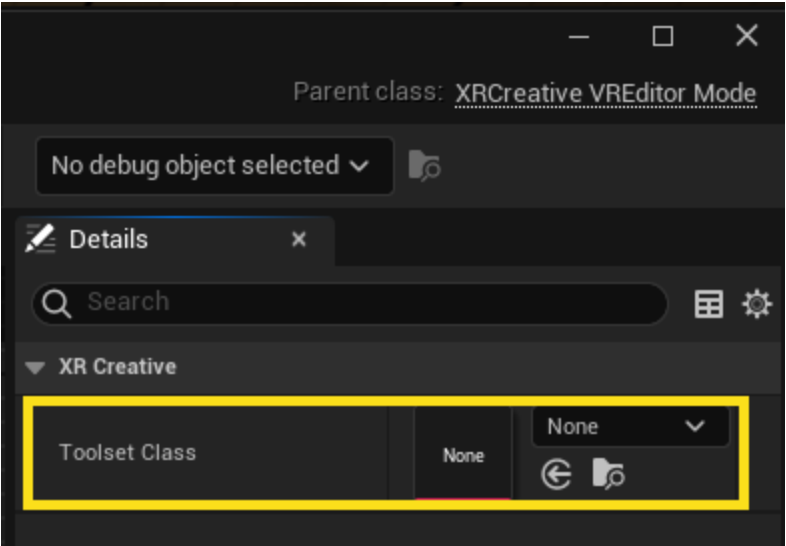 Parent class: XRCreative VREditor Mode
No debug object selected
Details
Search
XR Creative
Toolset Class
None
None